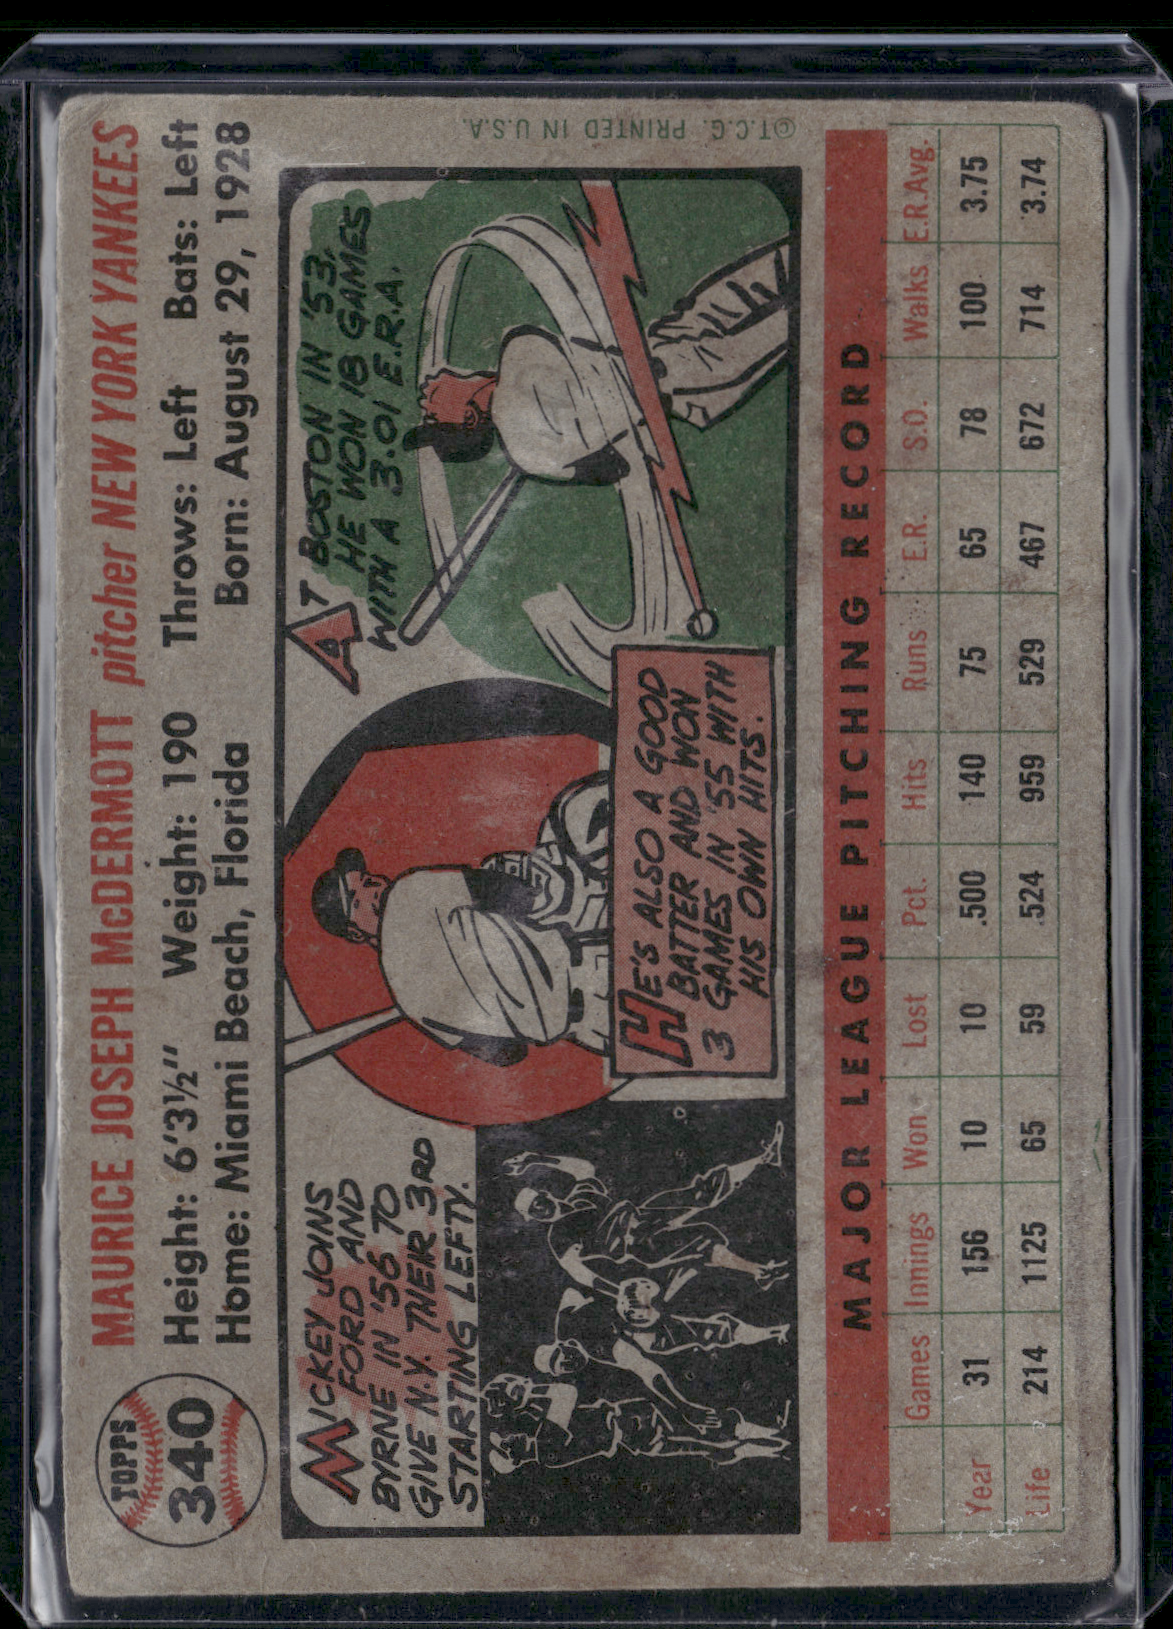 TOPPS
340
MAURICE JOSEPH McDERMOTT pitcher NEW YORK YANKEES
Height: 6'3½" Weight: 190 Throws: Left Bats: Left
Home: Miami Beach, Florida Born: August 29, 1928
MICKEY JOINS
FORD AND
BYRNE IN '56 TO
GIVE N.Y. THEIR 3RD
STARTING LEFTY.
HE'S ALSO A GOOD
BATTER AND WON
3 GAMES IN '55 WITH
HIS OWN HITS.
AT BOSTON IN '53,
HE WON 18 GAMES
WITH A 3.01 E.R.A.
©T.C.G. PRINTED IN U.S.A.
MAJOR LEAGUE PITCHING RECORD
Games Innings Won Lost Pct. Hits Runs E.R. S.O. Walks E.R.Avg.
Year 31 156 10 10 .500 140 75 65 78 100 3.75
Life 214 1125 65 59 .524 959 529 467 672 714 3.74